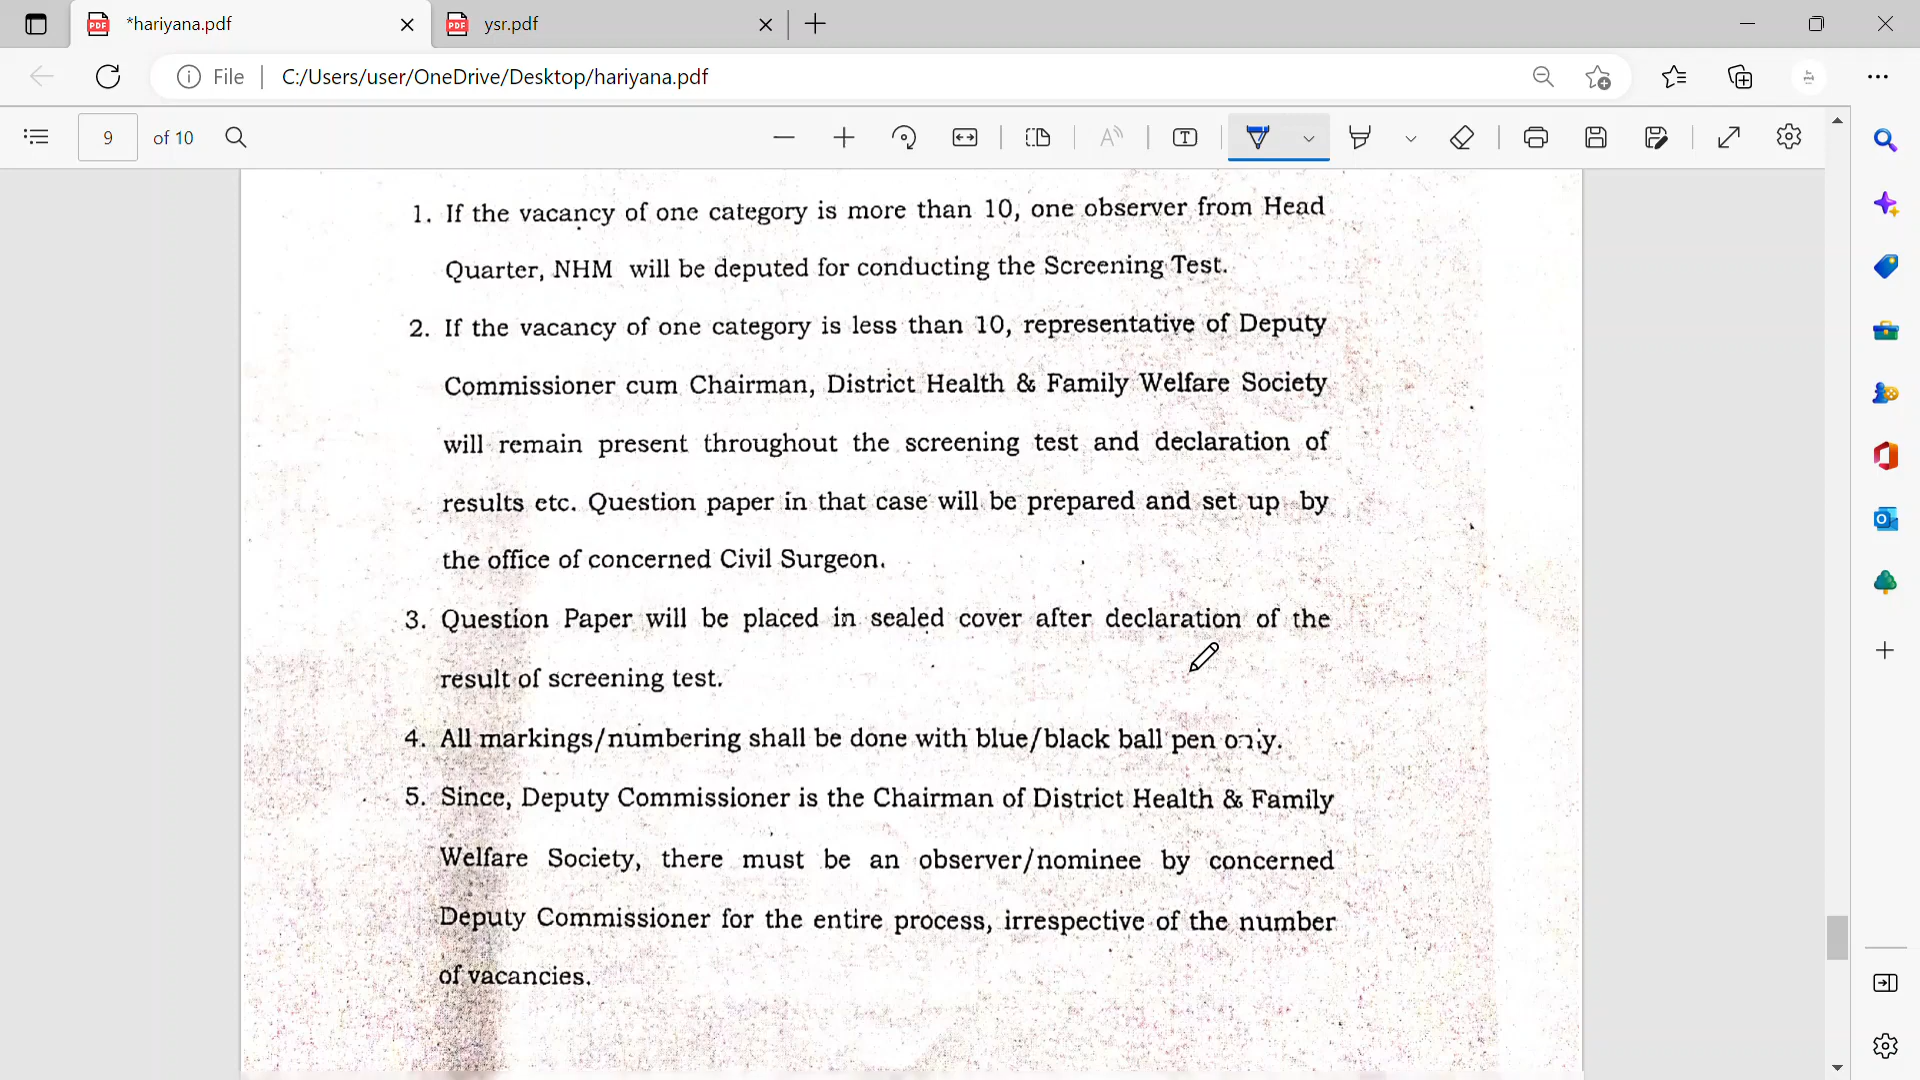 *hariyana.pdf
ysr.pdf
File
C:/Users/user/OneDrive/Desktop/hariyana.pdf
9 of 10
1. If the vacancy of one category is more than 10, one observer from Head
Quarter, NHM will be deputed for conducting the Screening Test.
2. If the vacancy of one category is less than 10, representative of Deputy
Commissioner cum Chairman, District Health & Family Welfare Society
will remain present throughout the screening test and declaration of
results etc. Question paper in that case will be prepared and set up by
the office of concerned Civil Surgeon.
3. Question Paper will be placed in sealed cover after declaration of the
result of screening test.
4. All markings/numbering shall be done with blue/black ball pen only.
5. Since, Deputy Commissioner is the Chairman of District Health & Family
Welfare Society, there must be an observer/nominee by concerned
Deputy Commissioner for the entire process, irrespective of the number
of vacancies.